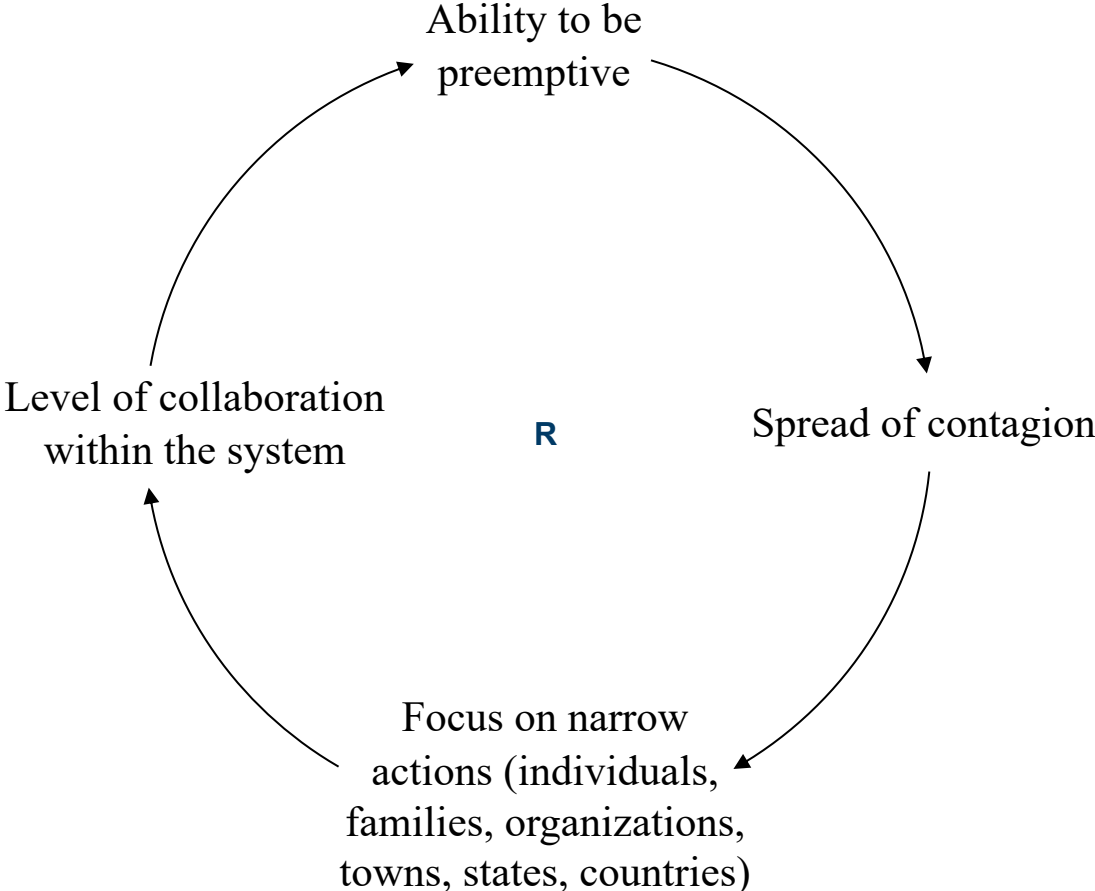 Ability to be
preemptive
Level of collaboration
within the system
R
Spread of contagion
Focus on narrow
actions (individuals,
families, organizations,
towns, states, countries)